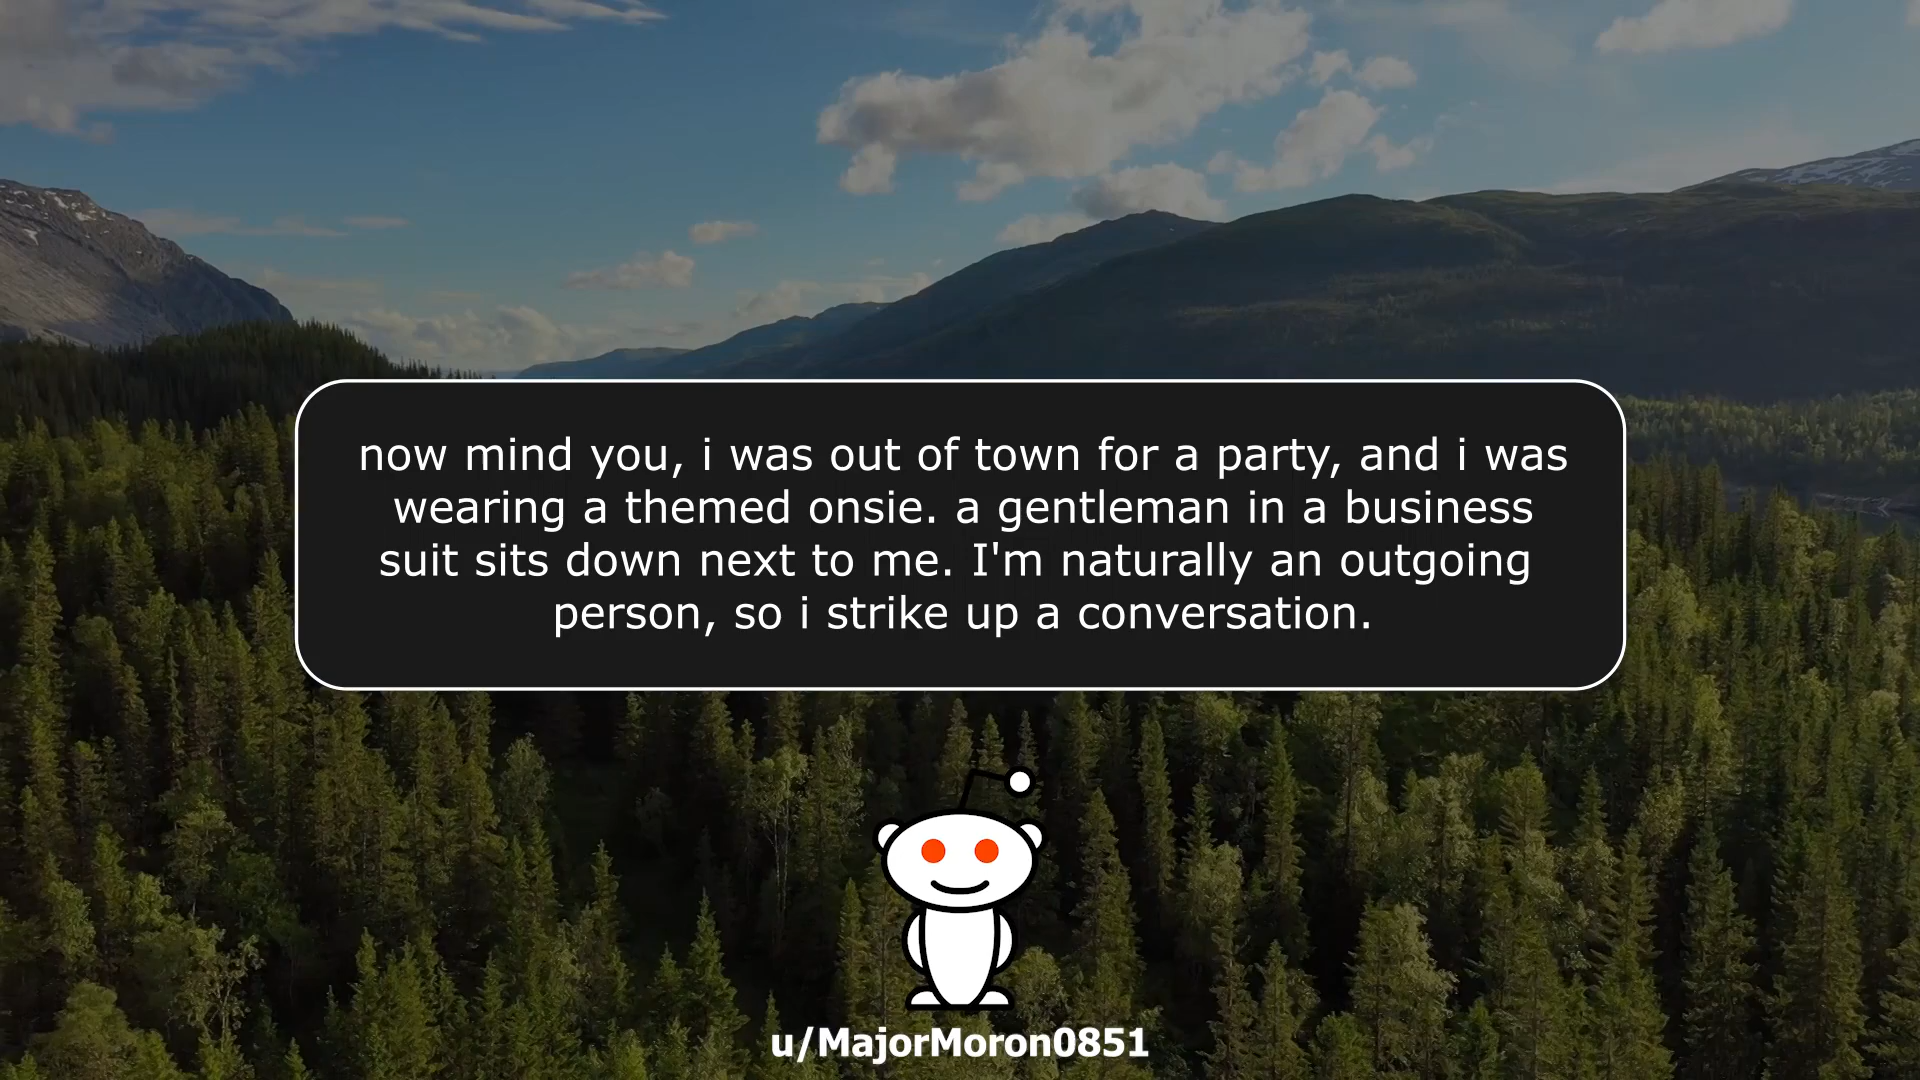 now mind you, i was out of town for a party, and i was
wearing a themed onsie. a gentleman in a business
suit sits down next to me. I'm naturally an outgoing
person, so i strike up a conversation.
u/MajorMoron0851